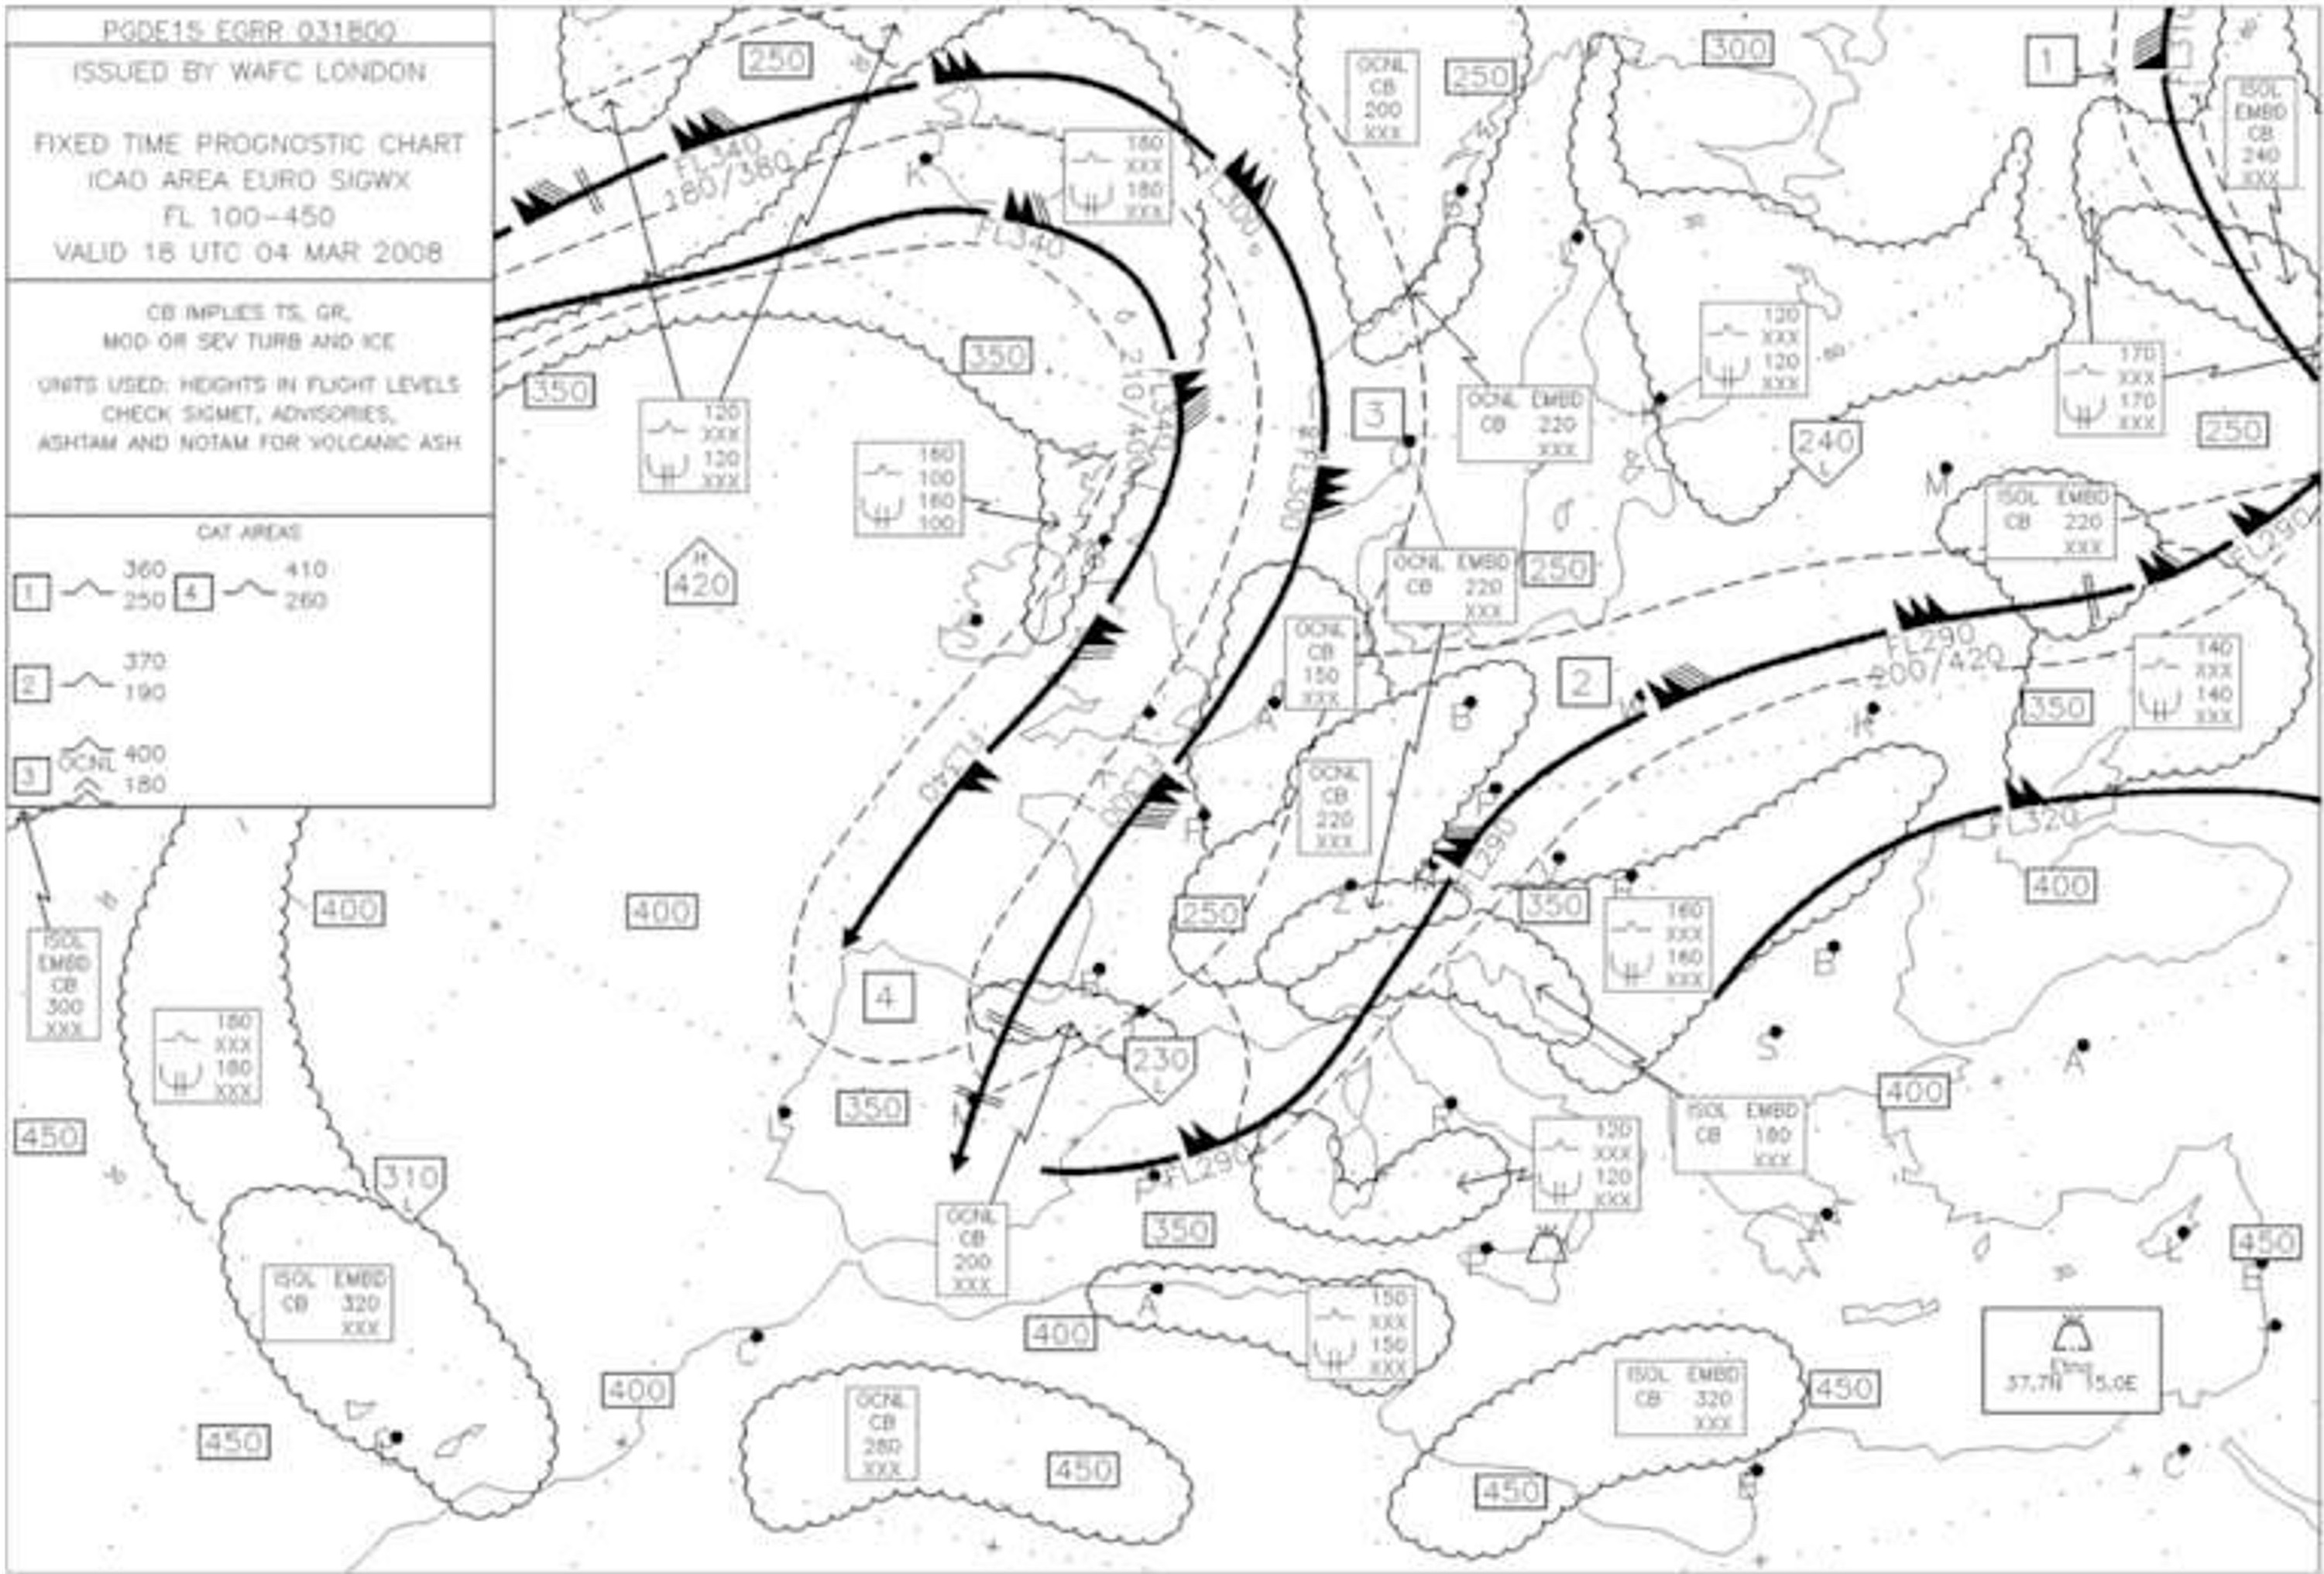 PGDE15 EGRR 031800
ISSUED BY WAFC LONDON
FIXED TIME PROGNOSTIC CHART
ICAO AREA EURO SIGWX
FL 100-450
VALID 18 UTC 04 MAR 2008
CB IMPLIES TS, GR,
MOD OR SEV TURB AND ICE
UNITS USED: HEIGHTS IN FLIGHT LEVELS
CHECK SIGMET, ADVISORIES,
ASHTAM AND NOTAM FOR VOLCANIC ASH
CAT AREAS
1 360
250
4 410
260
2 370
190
3 OCNL 400
180
250
FL340
180/380
K
180
XXX
180
XXX
OCNL
CB
200
XXX
250
300
1
ISOL
EMBD
CB
240
XXX
FL340
350
350
120
XXX
120
XXX
160
100
160
100
H
420
FL340
210/400
FL300
3
OCNL EMBD
CB 220
XXX
120
XXX
120
XXX
240
L
170
XXX
170
XXX
250
M
ISOL EMBD
CB 220
XXX
FL290
OCNL EMBD
CB 220
XXX
250
S
OCNL
CB
150
XXX
A
B
2
FL290
200/420
K
350
140
XXX
140
XXX
FL340
FL300
P
P
OCNL
CB
220
XXX
FL290
FL320
400
400
400
250
Z
350
160
XXX
160
XXX
B
ISOL
EMBD
CB
300
XXX
180
XXX
180
XXX
4
B
230
L
S
A
400
450
350
L
R
120
XXX
120
XXX
ISOL EMBD
CB 180
XXX
310
L
P
FL290
350
OCNL
CB
200
XXX
P
A
L
450
B
ISOL EMBD
CB 320
XXX
A
150
XXX
150
XXX
400
C
Etna
37.7N 15.0E
400
ISOL EMBD
CB 320
XXX
450
450
OCNL
CB
280
XXX
450
450
B
C